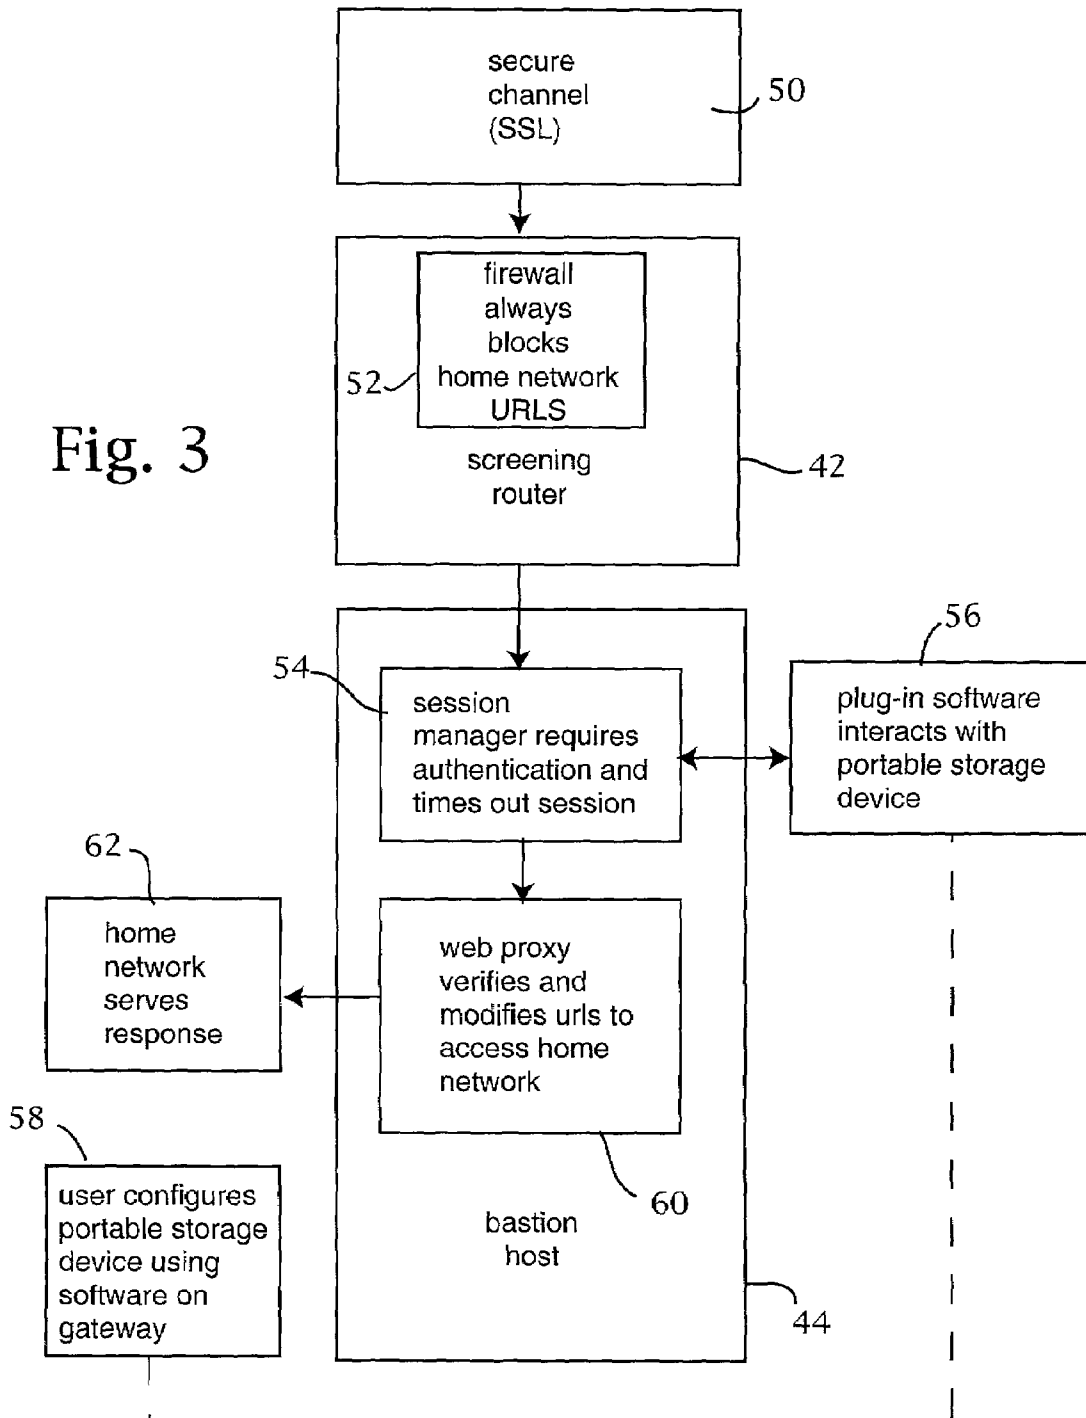 secure
channel
(SSL)
50
firewall
always
blocks
home network
URLS
52
screening
router
42
Fig. 3
54
session
manager requires
authentication and
times out session
56
plug-in software
interacts with
portable storage
device
62
home
network
serves
response
web proxy
verifies and
modifies urls to
access home
network
60
58
user configures
portable storage
device using
software on
gateway
bastion
host
44